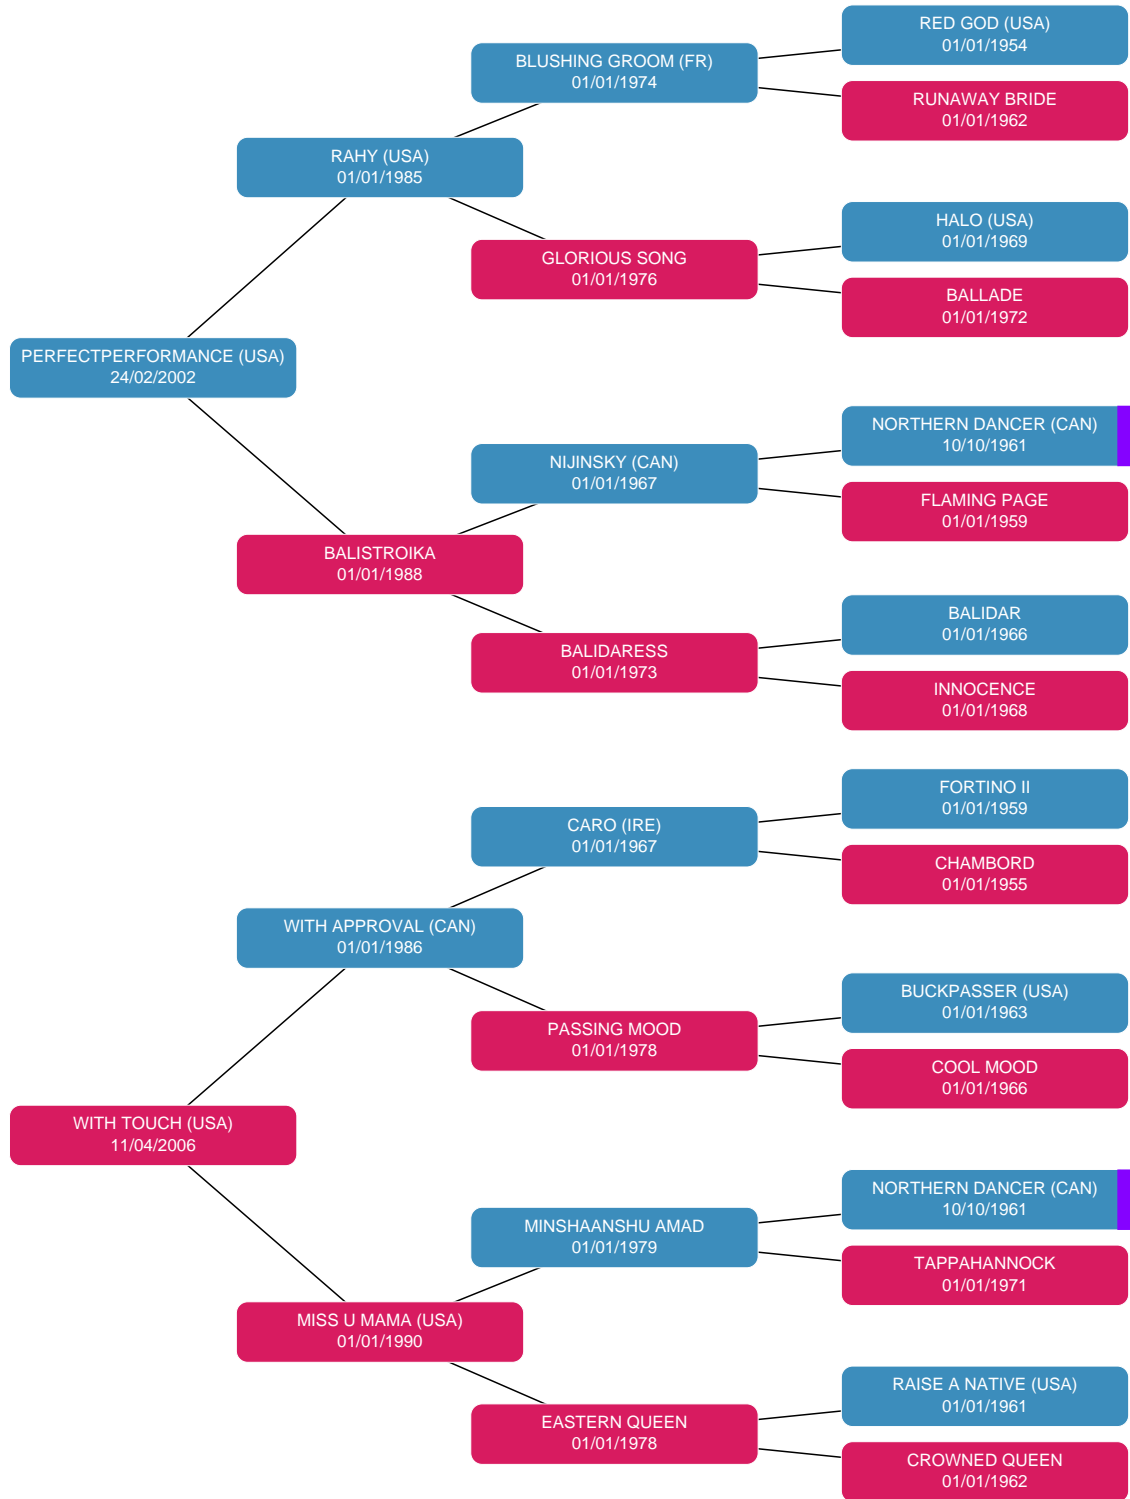 RED GOD (USA)
01/01/1954
BLUSHING GROOM (FR)
01/01/1974
RUNAWAY BRIDE
01/01/1962
RAHY (USA)
01/01/1985
HALO (USA)
01/01/1969
GLORIOUS SONG
01/01/1976
BALLADE
01/01/1972
PERFECTPERFORMANCE (USA)
24/02/2002
NORTHERN DANCER (CAN)
10/10/1961
NIJINSKY (CAN)
01/01/1967
FLAMING PAGE
01/01/1959
BALISTROIKA
01/01/1988
BALIDAR
01/01/1966
BALIDARESS
01/01/1973
INNOCENCE
01/01/1968
FORTINO II
01/01/1959
CARO (IRE)
01/01/1967
CHAMBORD
01/01/1955
WITH APPROVAL (CAN)
01/01/1986
BUCKPASSER (USA)
01/01/1963
PASSING MOOD
01/01/1978
COOL MOOD
01/01/1966
WITH TOUCH (USA)
11/04/2006
NORTHERN DANCER (CAN)
10/10/1961
MINSHAANSHU AMAD
01/01/1979
TAPPAHANNOCK
01/01/1971
MISS U MAMA (USA)
01/01/1990
RAISE A NATIVE (USA)
01/01/1961
EASTERN QUEEN
01/01/1978
CROWNED QUEEN
01/01/1962